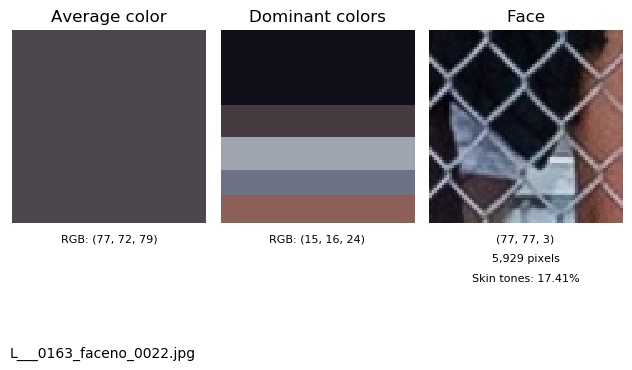 Average color
Dominant colors
Face
RGB: (77, 72, 79)
RGB: (15, 16, 24)
(77, 77, 3)
5,929 pixels
Skin tones: 17.41%
L___0163_faceno_0022.jpg